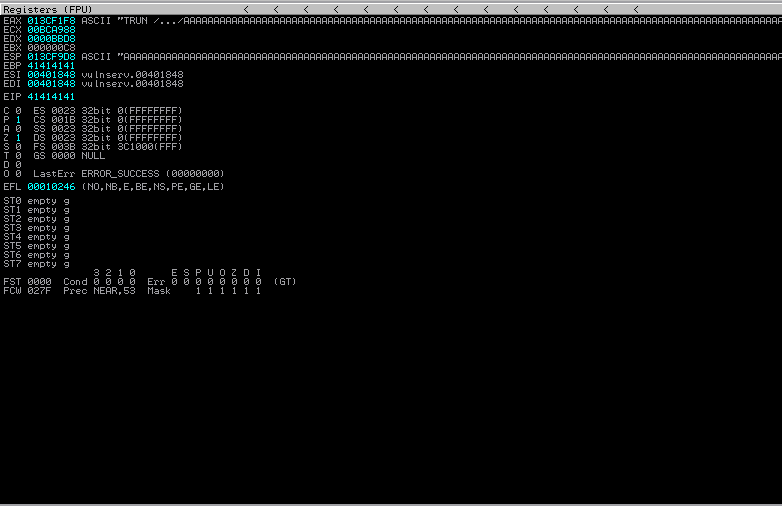 Registers (FPU) < < < < < < < < < < < < < <
EAX 013CF1F8 ASCII "TRUN /.../AAAAAAAAAAAAAAAAAAAAAAAAAAAAAAAAAAAAAAAAAAAAAAAAAAAAAAAAAAAAAAAAAAAAAAAAAAAAAAAAAAAA
ECX 00BCA988
EDX 0000BBD8
EBX 000000C8
ESP 013CF9D8 ASCII "AAAAAAAAAAAAAAAAAAAAAAAAAAAAAAAAAAAAAAAAAAAAAAAAAAAAAAAAAAAAAAAAAAAAAAAAAAAAAAAAAAAAAAAAAAAAAAAAAAAAAAAAAA
EBP 41414141
ESI 00401848 vulnserv.00401848
EDI 00401848 vulnserv.00401848
EIP 41414141
C 0 ES 0023 32bit 0(FFFFFFFF)
P 1 CS 001B 32bit 0(FFFFFFFF)
A 0 SS 0023 32bit 0(FFFFFFFF)
Z 1 DS 0023 32bit 0(FFFFFFFF)
S 0 FS 003B 32bit 3C1000(FFF)
T 0 GS 0000 NULL
D 0
O 0 LastErr ERROR_SUCCESS (00000000)
EFL 00010246 (NO,NB,E,BE,NS,PE,GE,LE)
ST0 empty g
ST1 empty g
ST2 empty g
ST3 empty g
ST4 empty g
ST5 empty g
ST6 empty g
ST7 empty g
3 2 1 0 E S P U O Z D I
FST 0000 Cond 0 0 0 0 Err 0 0 0 0 0 0 0 0 (GT)
FCW 027F Prec NEAR,53 Mask 1 1 1 1 1 1